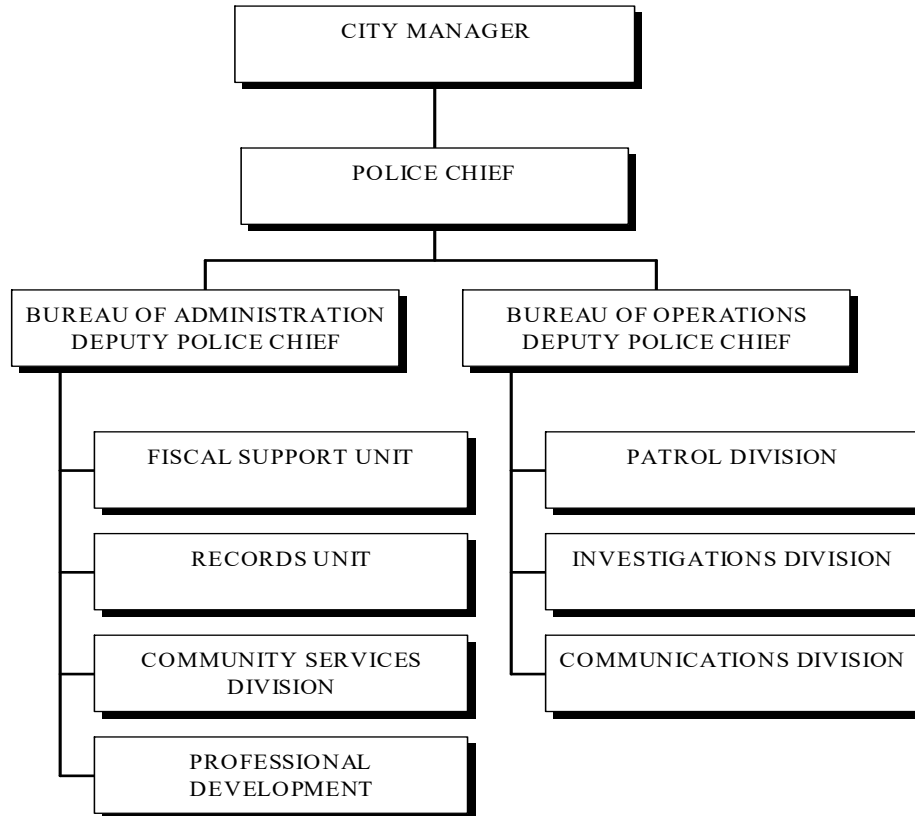 CITY MANAGER
POLICE CHIEF
BUREAU OF ADMINISTRATION
DEPUTY POLICE CHIEF
BUREAU OF OPERATIONS
DEPUTY POLICE CHIEF
FISCAL SUPPORT UNIT
RECORDS UNIT
COMMUNITY SERVICES
DIVISION
PROFESSIONAL
DEVELOPMENT
PATROL DIVISION
INVESTIGATIONS DIVISION
COMMUNICATIONS DIVISION